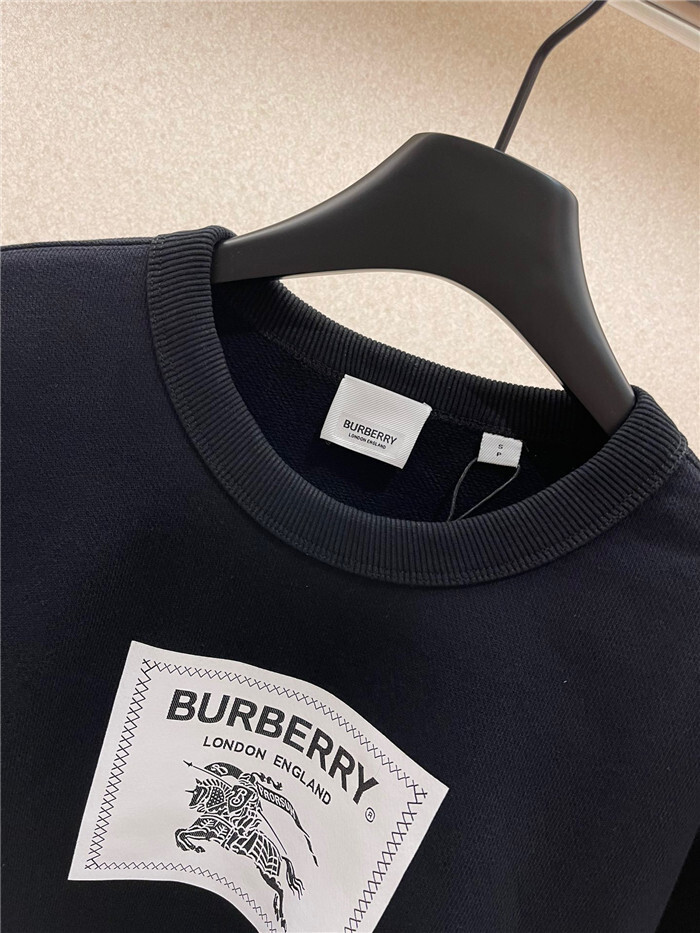 BURBERRY
LONDON ENGLAND
S
P
BURBERRY
LONDON ENGLAND
®
PRORSUM